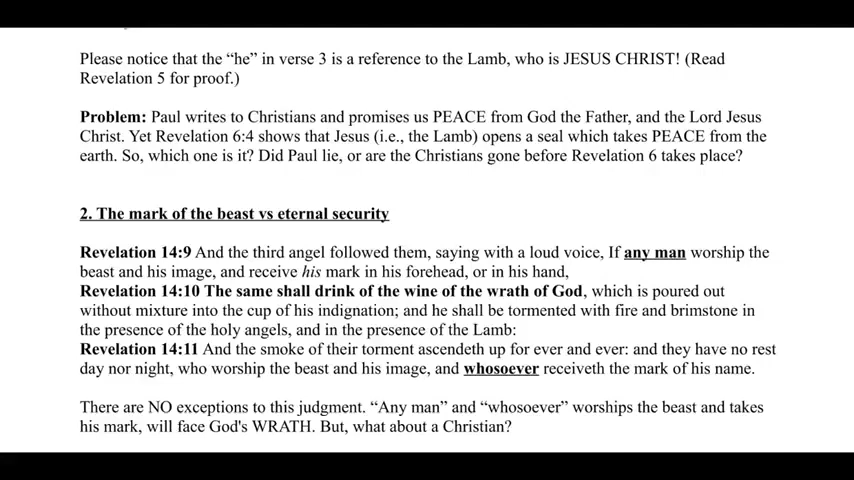 Please notice that the “he” in verse 3 is a reference to the Lamb, who is JESUS CHRIST! (Read
Revelation 5 for proof.)
Problem: Paul writes to Christians and promises us PEACE from God the Father, and the Lord Jesus
Christ. Yet Revelation 6:4 shows that Jesus (i.e., the Lamb) opens a seal which takes PEACE from the
earth. So, which one is it? Did Paul lie, or are the Christians gone before Revelation 6 takes place?
2. The mark of the beast vs eternal security
Revelation 14:9 And the third angel followed them, saying with a loud voice, If any man worship the
beast and his image, and receive his mark in his forehead, or in his hand,
Revelation 14:10 The same shall drink of the wine of the wrath of God, which is poured out
without mixture into the cup of his indignation; and he shall be tormented with fire and brimstone in
the presence of the holy angels, and in the presence of the Lamb:
Revelation 14:11 And the smoke of their torment ascendeth up for ever and ever: and they have no rest
day nor night, who worship the beast and his image, and whosoever receiveth the mark of his name.
There are NO exceptions to this judgment. “Any man” and “whosoever” worships the beast and takes
his mark, will face God's WRATH. But, what about a Christian?